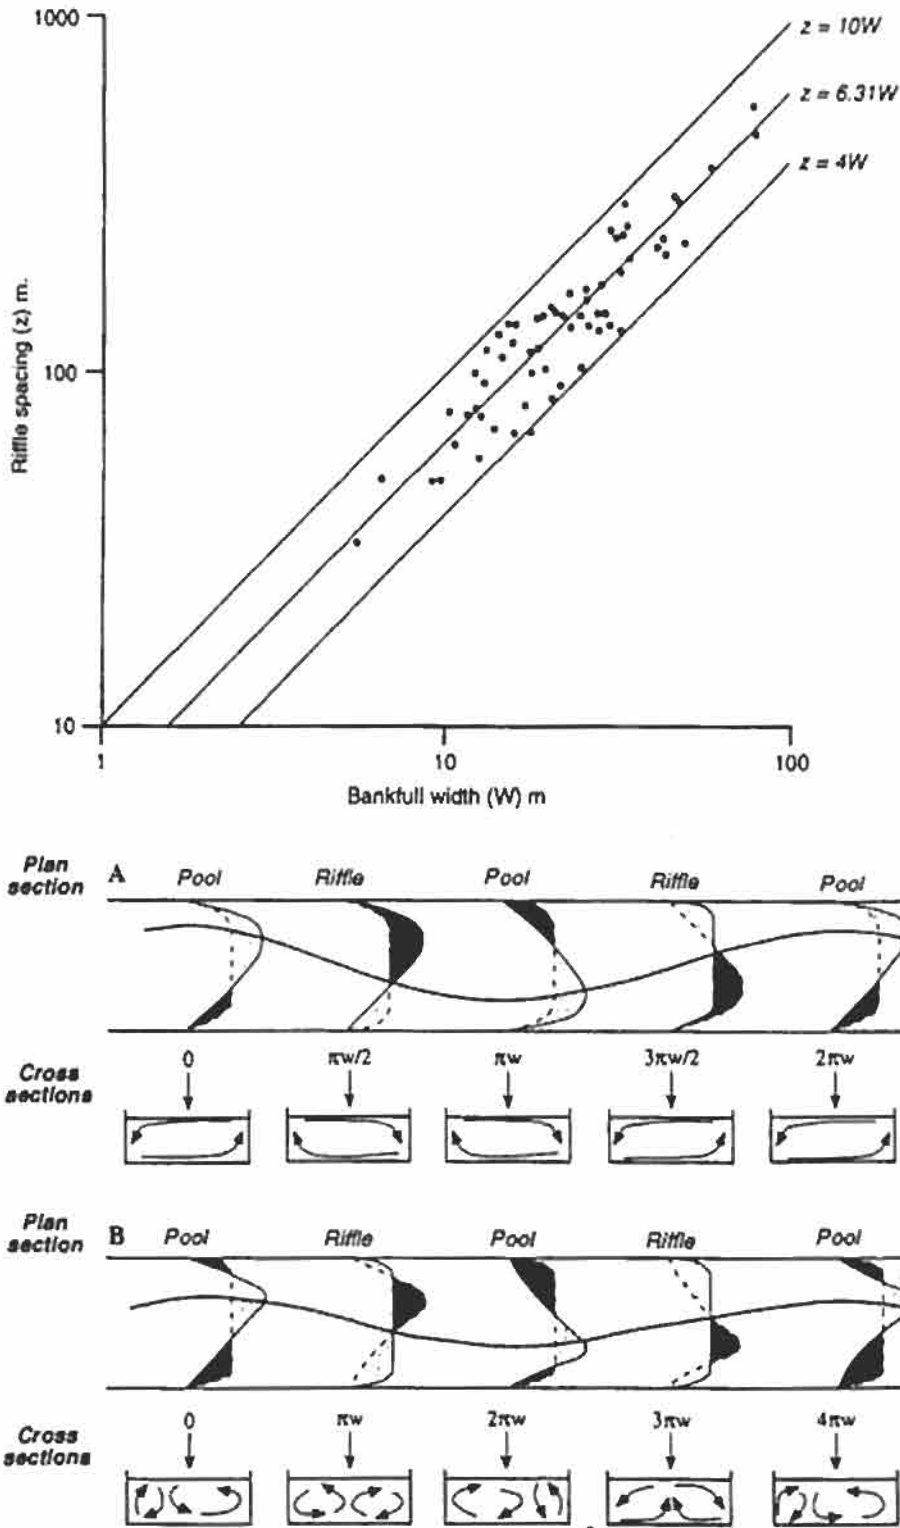 1000
z = 10W
z = 6.31W
z = 4W
Riffle spacing (z) m.
100
10
1
10
100
Bankfull width (W) m
Plan section
A
Pool
Riffle
Pool
Riffle
Pool
0
πw/2
πw
3πw/2
2πw
Cross sections
Plan section
B
Pool
Riffle
Pool
Riffle
Pool
0
πw
2πw
3πw
4πw
Cross sections